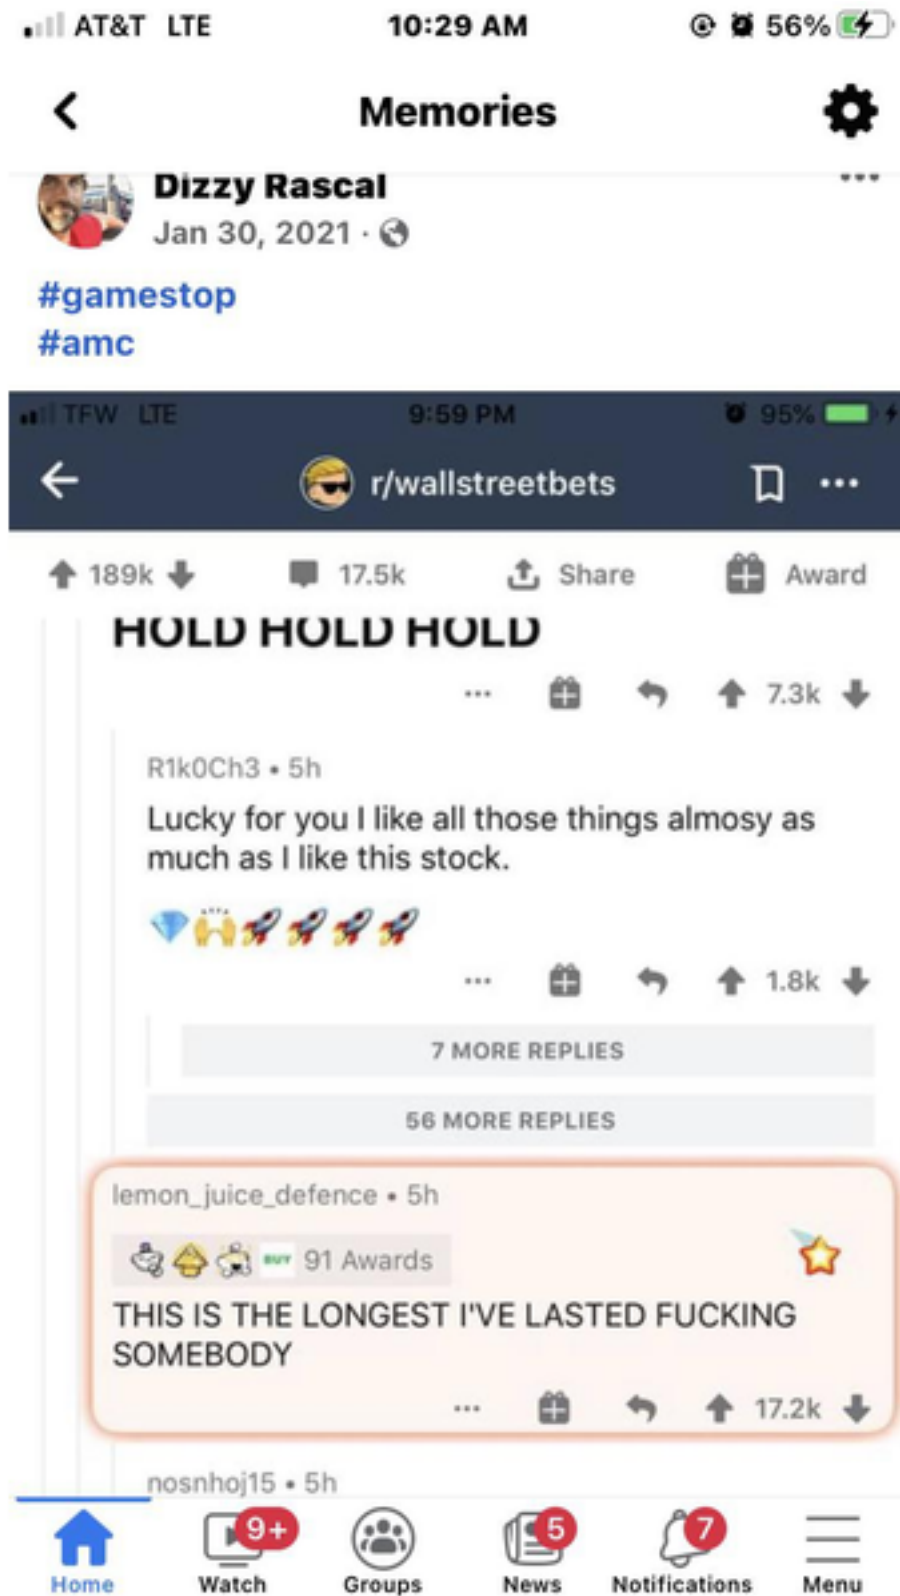 AT&T LTE 10:29 AM 56%
Memories
Dizzy Rascal
Jan 30, 2021 ·
#gamestop
#amc
TFW LTE 9:59 PM 95%
r/wallstreetbets
189k 17.5k Share Award
HOLD HOLD HOLD
7.3k
R1k0Ch3 • 5h
Lucky for you I like all those things almosy as
much as I like this stock.
💎🙌🚀🚀🚀🚀
1.8k
7 MORE REPLIES
56 MORE REPLIES
lemon_juice_defence • 5h
BUY 91 Awards
THIS IS THE LONGEST I'VE LASTED FUCKING
SOMEBODY
17.2k
nosnhoj15 • 5h
9+ 5 7
Home Watch Groups News Notifications Menu